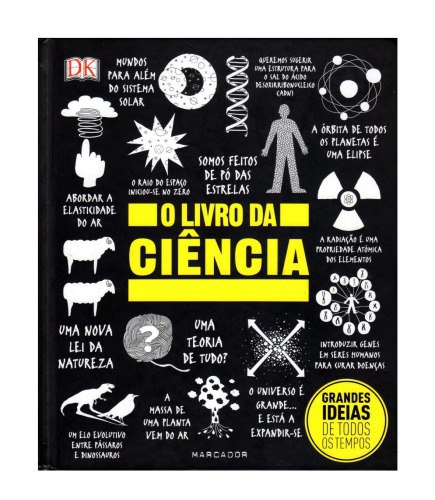 DK
MUNDOS
PARA ALÉM
DO SISTEMA
SOLAR
QUEREMOS SUGERIR
UMA ESTRUTURA PARA
O SAL DO ÁCIDO
DESOXIRRIBONUCLEICO
(ADN)
A ÓRBITA DE TODOS
OS PLANETAS É
UMA ELIPSE
ABORDAR A
ELASTICIDADE
DO AR
O RAIO DO ESPAÇO
INICIOU-SE NO ZERO
SOMOS FEITOS
DE PÓ DAS
ESTRELAS
O LIVRO DA
CIÊNCIA
A RADIAÇÃO É UMA
PROPRIEDADE ATÓMICA
DOS ELEMENTOS
UMA NOVA
LEI DA
NATUREZA
?
UMA
TEORIA
DE TUDO?
INTRODUZIR GENES
EM SERES HUMANOS
PARA CURAR DOENÇAS
UM ELO EVOLUTIVO
ENTRE PÁSSAROS
E DINOSSAUROS
A
MASSA DE
UMA PLANTA
VEM DO AR
O UNIVERSO É
GRANDE...
E ESTÁ A
EXPANDIR-SE
GRANDES
IDEIAS
DE TODOS
OS TEMPOS
MARCADOR